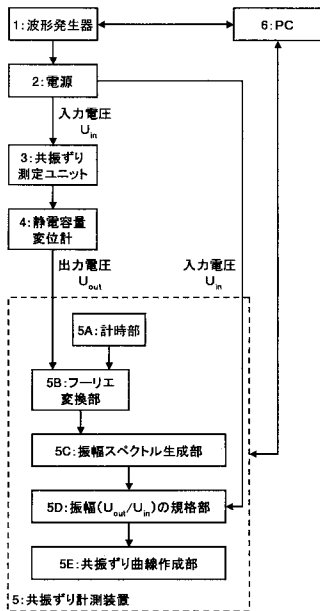 1:波形発生器
6:PC
2:電源
入力電圧
Uin
3:共振ずり
測定ユニット
4:静電容量
変位計
出力電圧
Uout
入力電圧
Uin
5A:計時部
5B:フーリエ
変換部
5C:振幅スペクトル生成部
5D:振幅(Uout/Uin)の規格部
5E:共振ずり曲線作成部
5:共振ずり計測装置